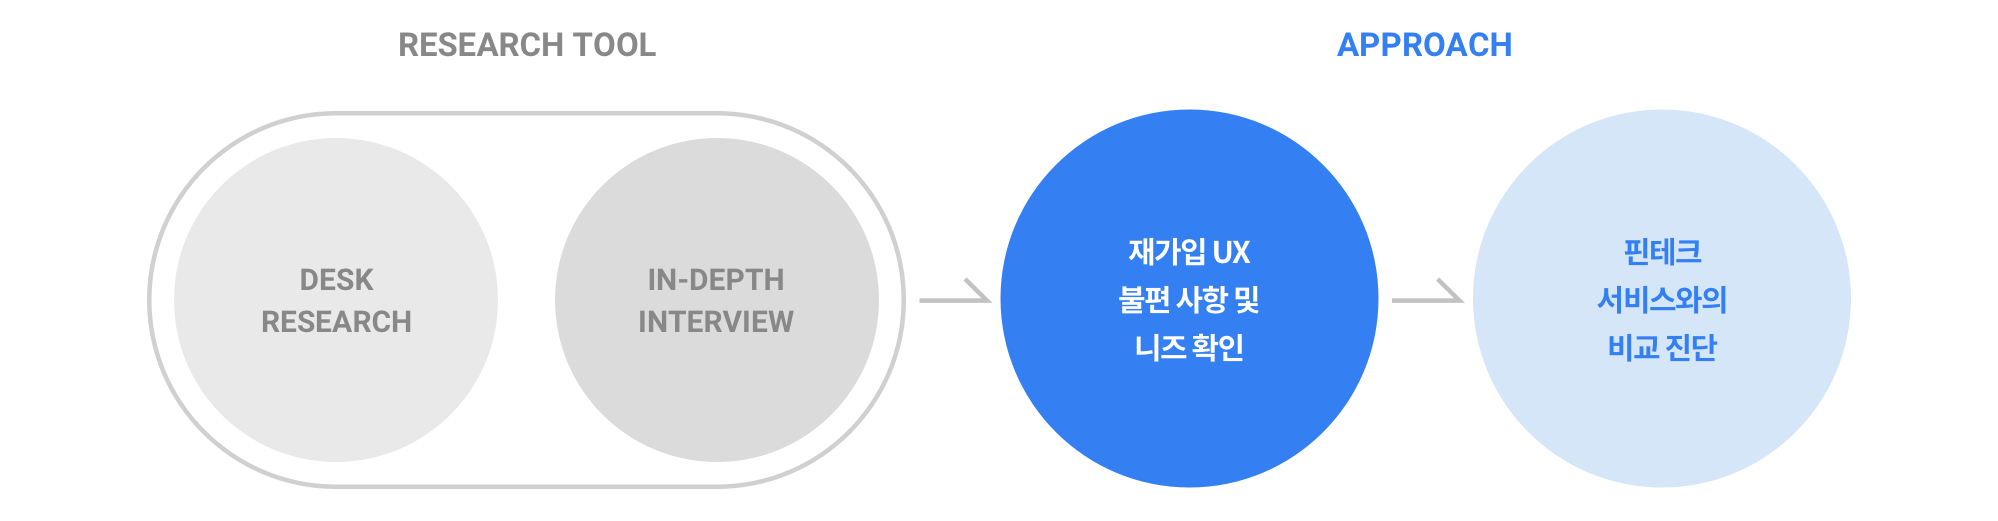 RESEARCH TOOL
APPROACH
DESK
RESEARCH
IN-DEPTH
INTERVIEW
재가입 UX
불편 사항 및
니즈 확인
핀테크
서비스와의
비교 진단